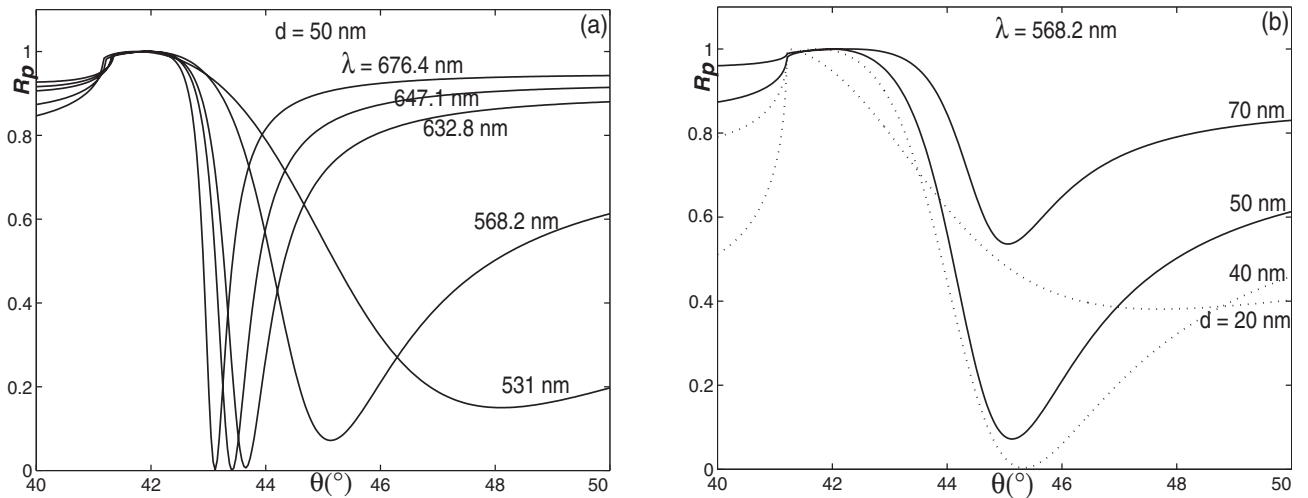 (a)
d = 50 nm
Rp
λ = 676.4 nm
647.1 nm
632.8 nm
568.2 nm
531 nm
1
0.8
0.6
0.4
0.2
0
40
42
44
46
48
50
θ(°)
(b)
λ = 568.2 nm
Rp
70 nm
50 nm
40 nm
d = 20 nm
1
0.8
0.6
0.4
0.2
0
40
42
44
46
48
50
θ(°)